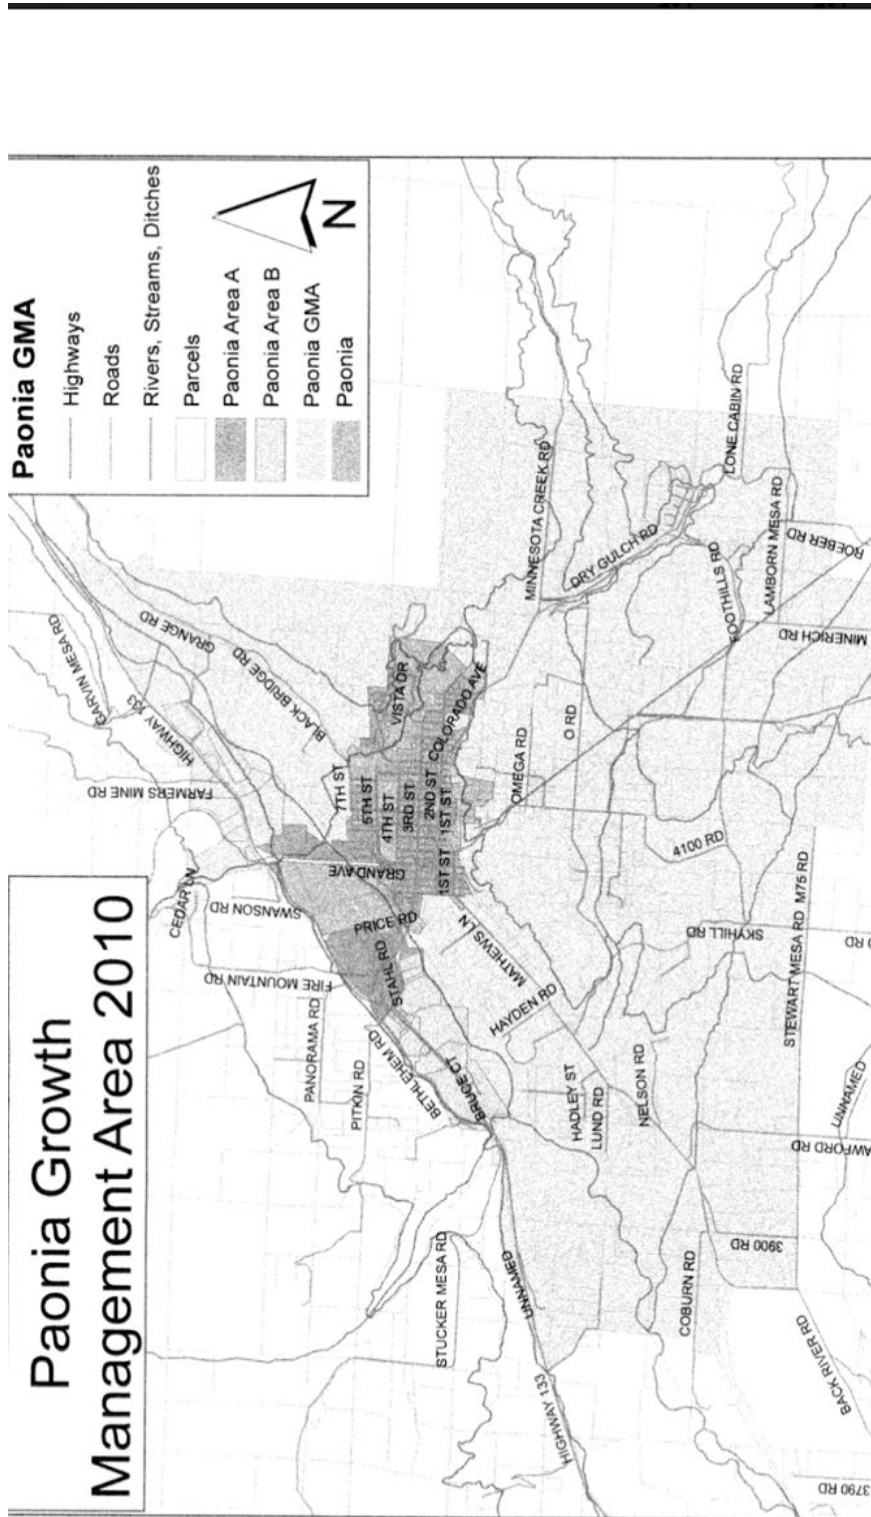 Paonia Growth
Management Area 2010
Paonia GMA
Highways
Roads
Rivers, Streams, Ditches
Parcels
Paonia Area A
Paonia Area B
Paonia GMA
Paonia
N
GARVIN MESA RD
HIGHWAY 133
GRANGE RD
BLACK BRIDGE RD
FARMERS MINE RD
CEDAR LN
SWANSON RD
FIRE MOUNTAIN RD
PANORAMA RD
PITKIN RD
BETHLEHEM RD
STAHL RD
PRICE RD
GRAND AVE
7TH ST
5TH ST
4TH ST
3RD ST
2ND ST
1ST ST
1ST ST
VISTA DR
COLORADO AVE
BRUCE CT
MATHEWS LN
HAYDEN RD
HADLEY ST
LUND RD
NELSON RD
STUCKER MESA RD
UNNAMED
HIGHWAY 133
MINNESOTA CREEK RD
DRY GULCH RD
LONE CABIN RD
OMEGA RD
O RD
FOOTHILLS RD
LAMBORN MESA RD
ROEBER RD
MINERICH RD
4100 RD
SKYHILL RD
STEWART MESA RD
M75 RD
COBURN RD
3900 RD
AWFORD RD
UNNAMED
BACK RIVER RD
3790 RD
RD